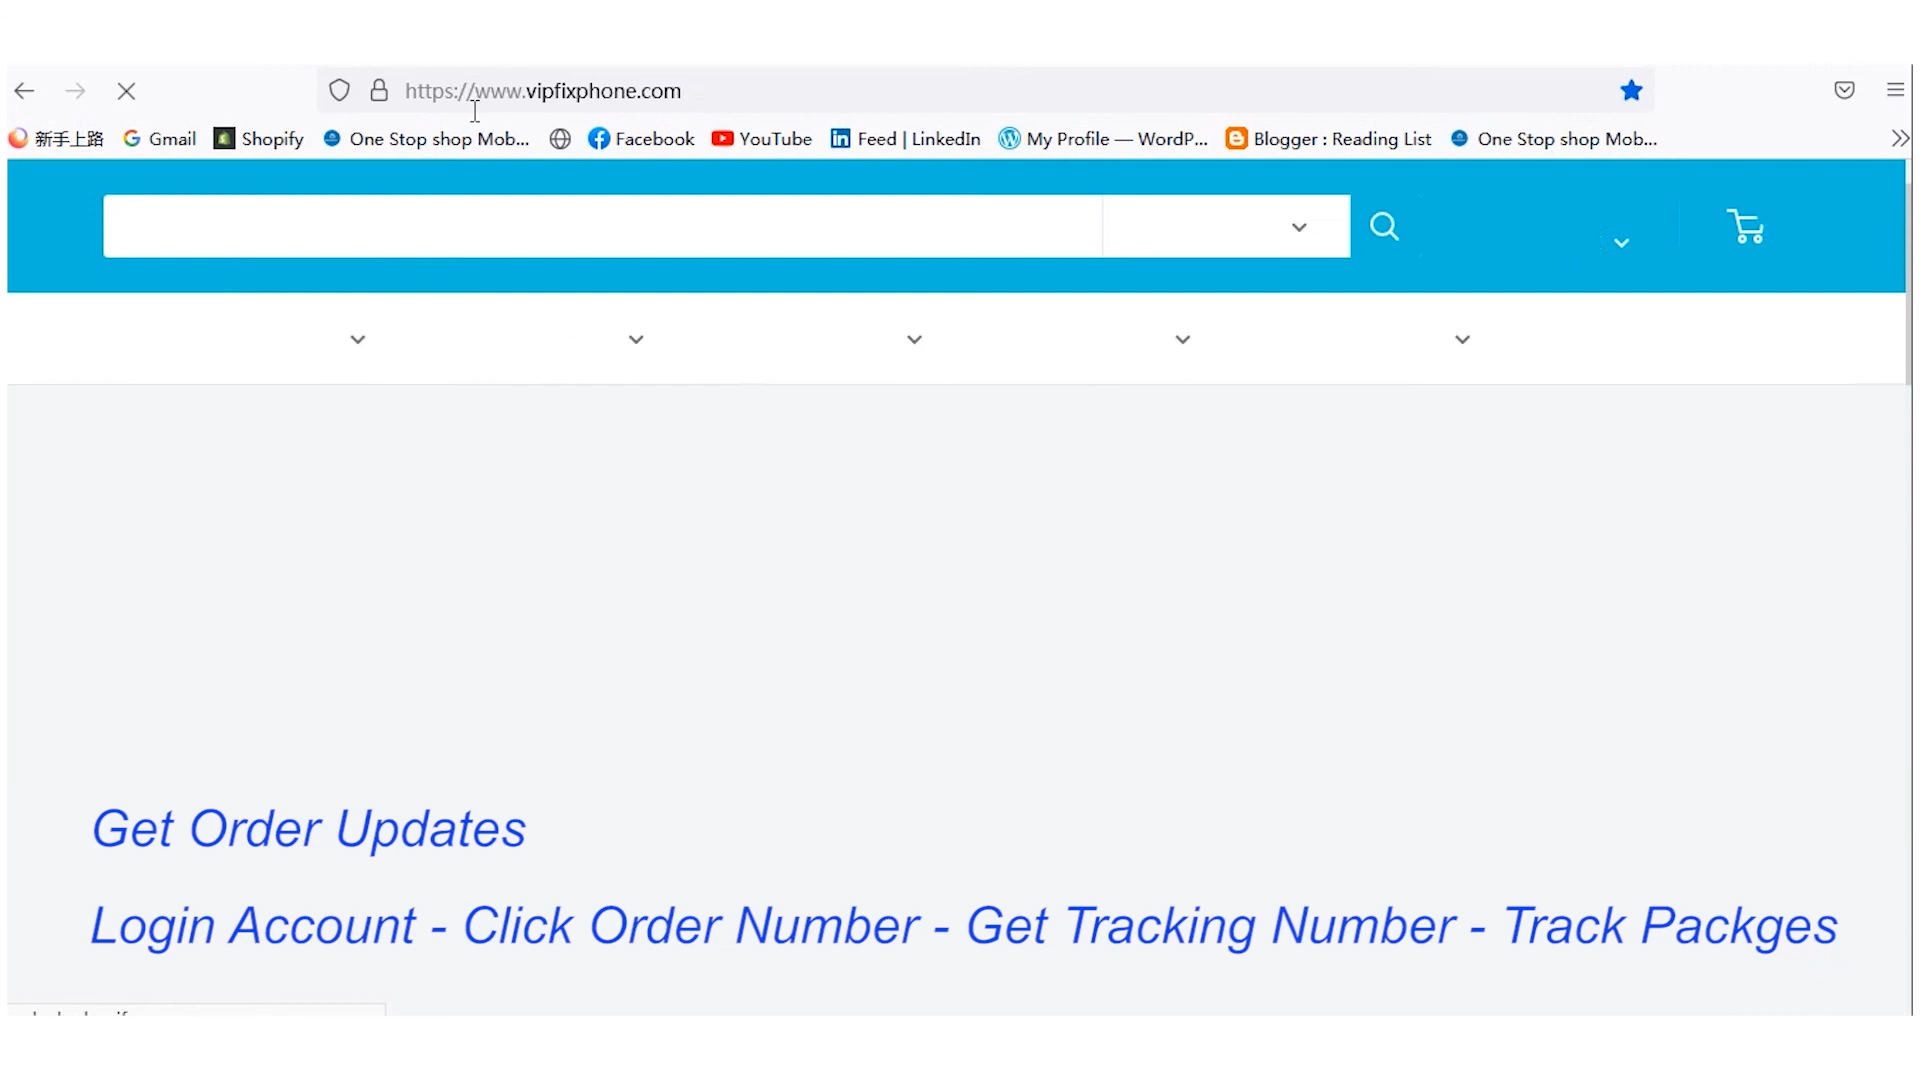 https://www.vipfixphone.com
新手上路 Gmail Shopify One Stop shop Mob... Facebook YouTube Feed | LinkedIn My Profile — WordP... Blogger : Reading List One Stop shop Mob...
Get Order Updates
Login Account - Click Order Number - Get Tracking Number - Track Packges